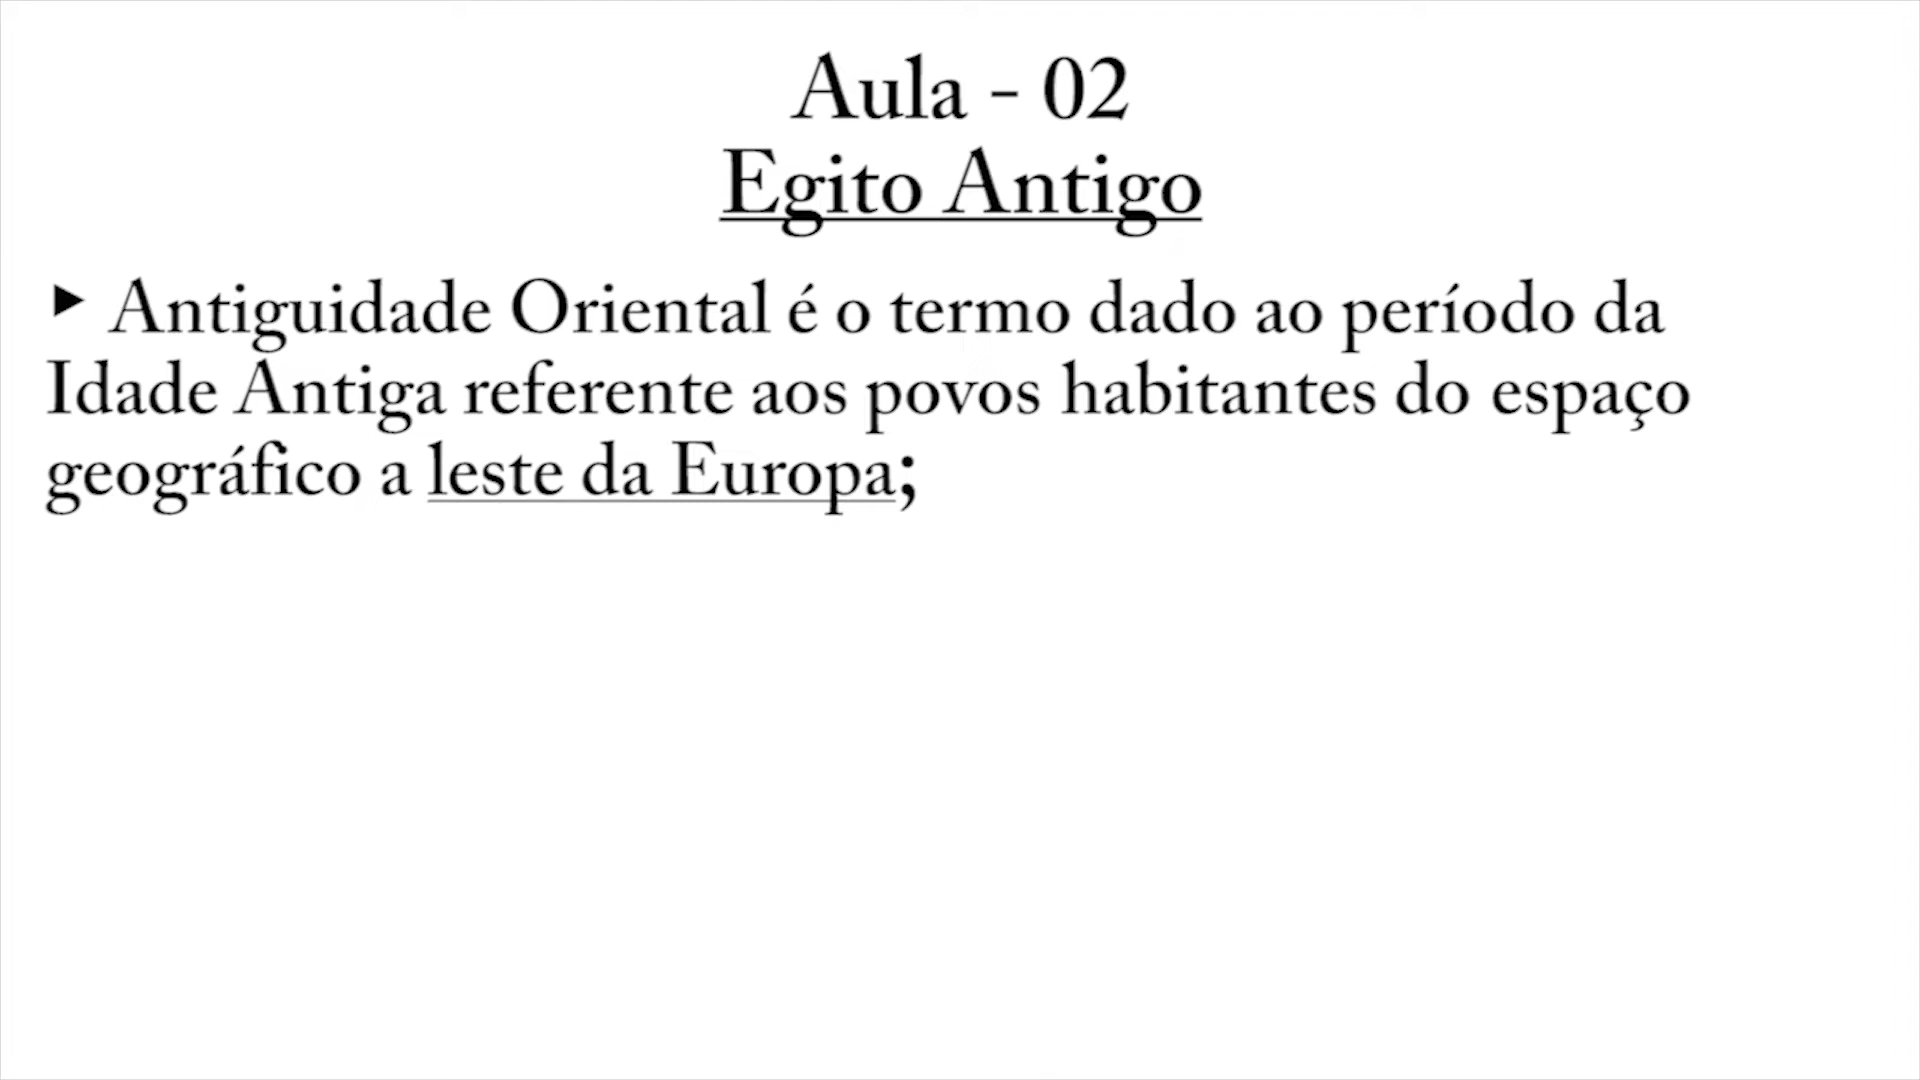 Aula - 02
Egito Antigo
‣ Antiguidade Oriental é o termo dado ao período da
Idade Antiga referente aos povos habitantes do espaço
geográfico a leste da Europa;